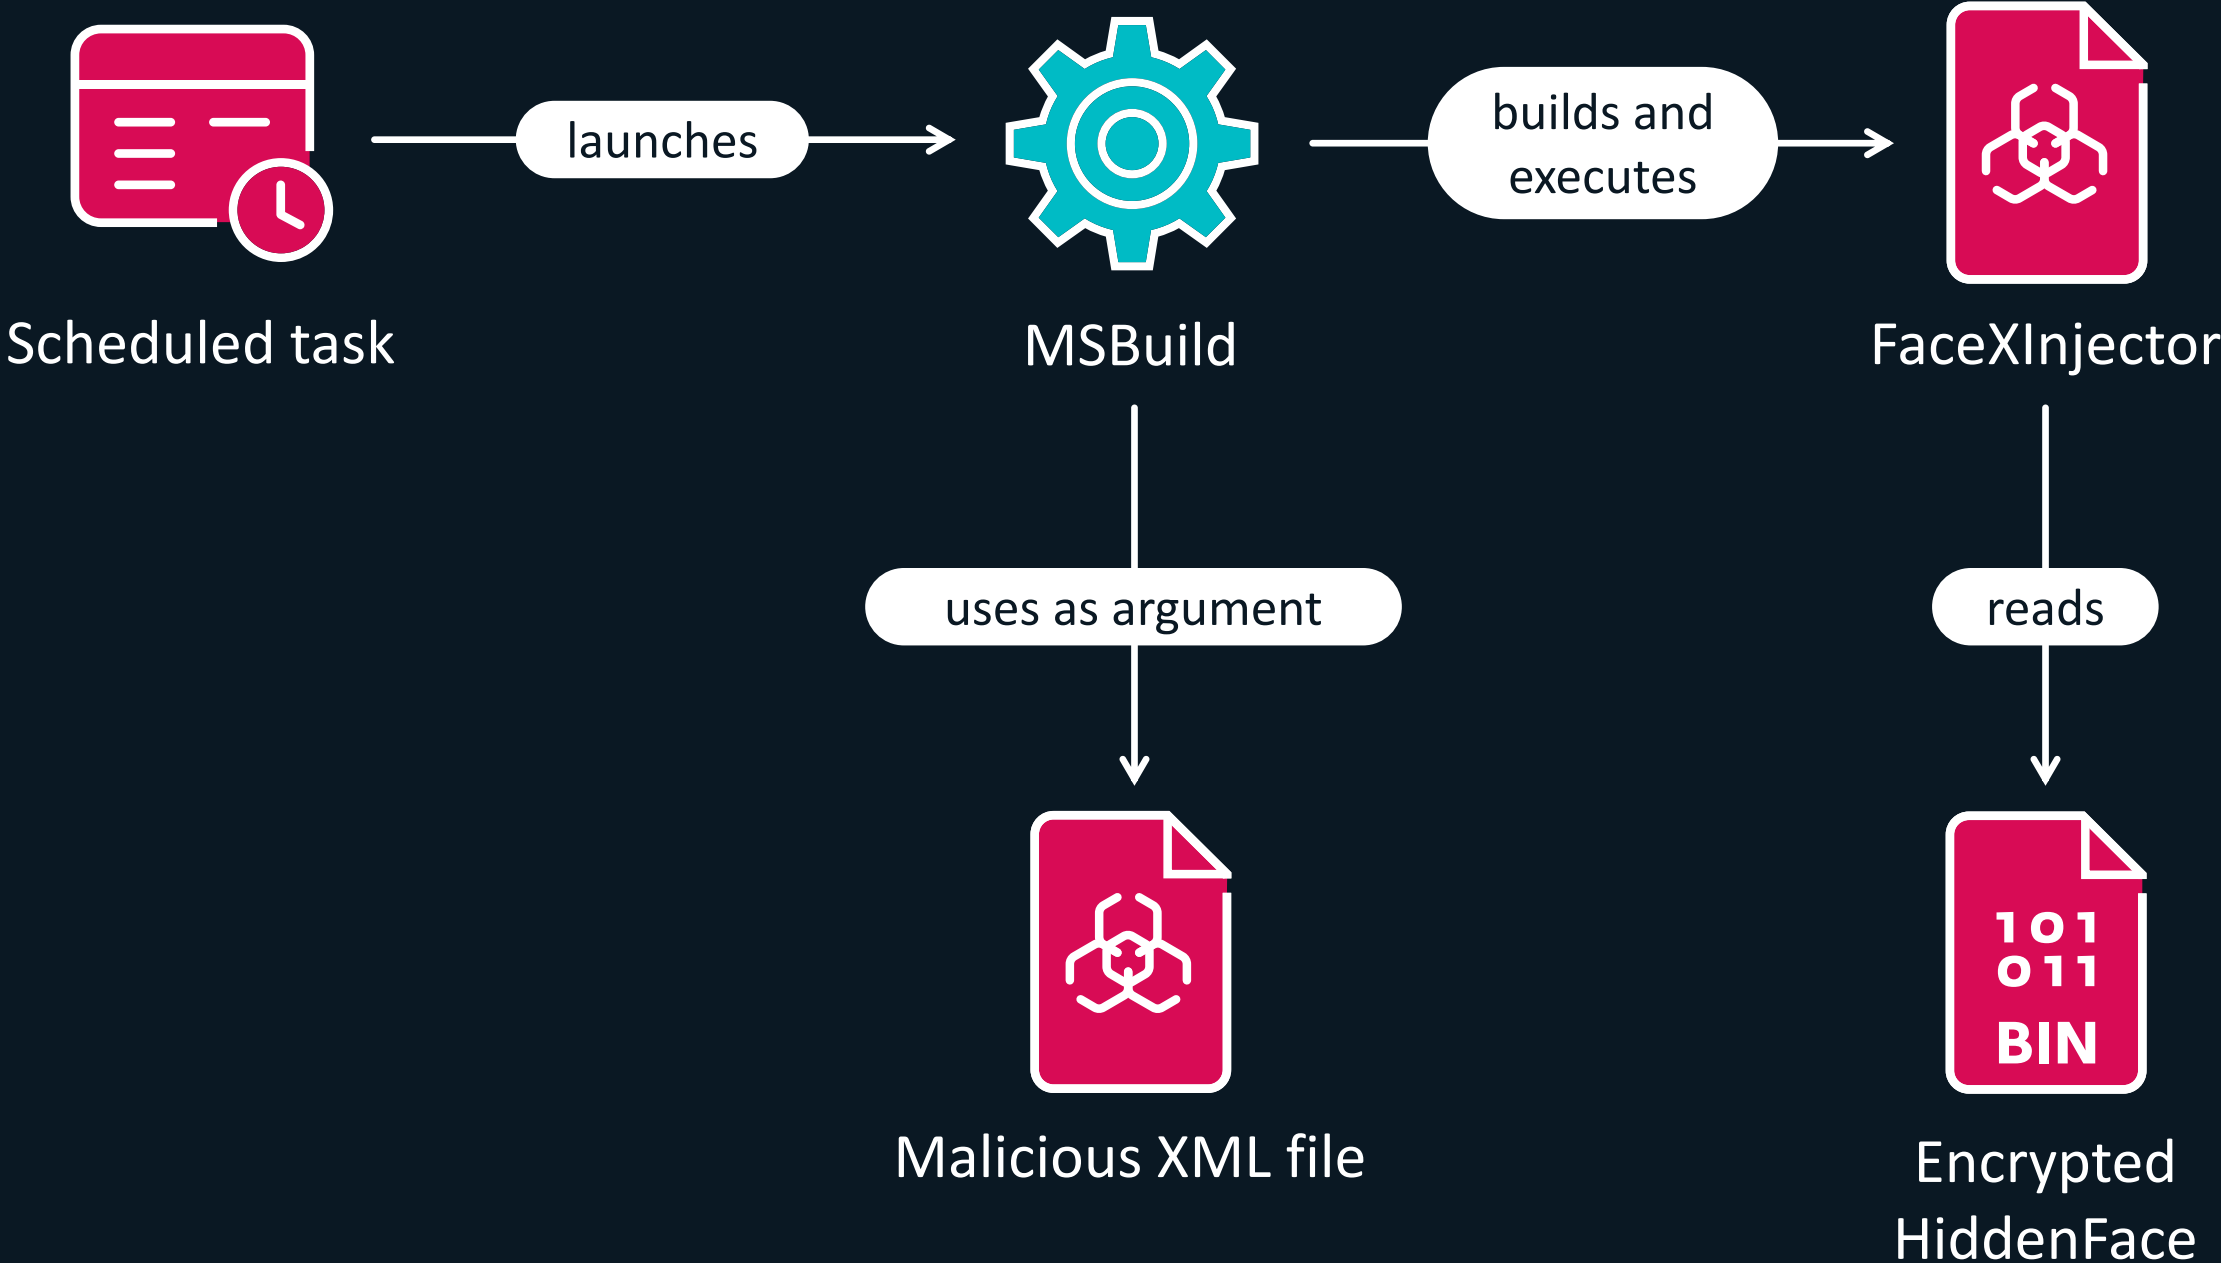 launches
builds and
executes
Scheduled task
MSBuild
FaceXInjector
uses as argument
reads
101
011
BIN
Malicious XML file
Encrypted
HiddenFace